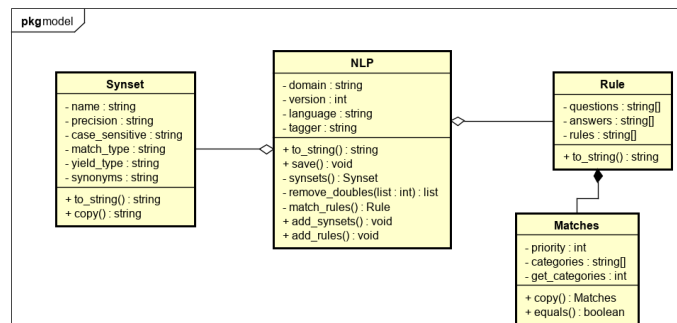 pkg model
Synset
- name : string
- precision : string
- case_sensitive : string
- match_type : string
- yield_type : string
- synonyms : string
+ to_string() : string
+ copy() : string
NLP
- domain : string
- version : int
- language : string
- tagger : string
+ to_string() : string
+ save() : void
- synsets() : Synset
- remove_doubles(list : int) : list
- match_rules() : Rule
+ add_synsets() : void
+ add_rules() : void
Rule
- questions : string[]
- answers : string[]
- rules : string[]
+ to_string() : string
Matches
- priority : int
- categories : string[]
- get_categories : int
+ copy() : Matches
+ equals() : boolean